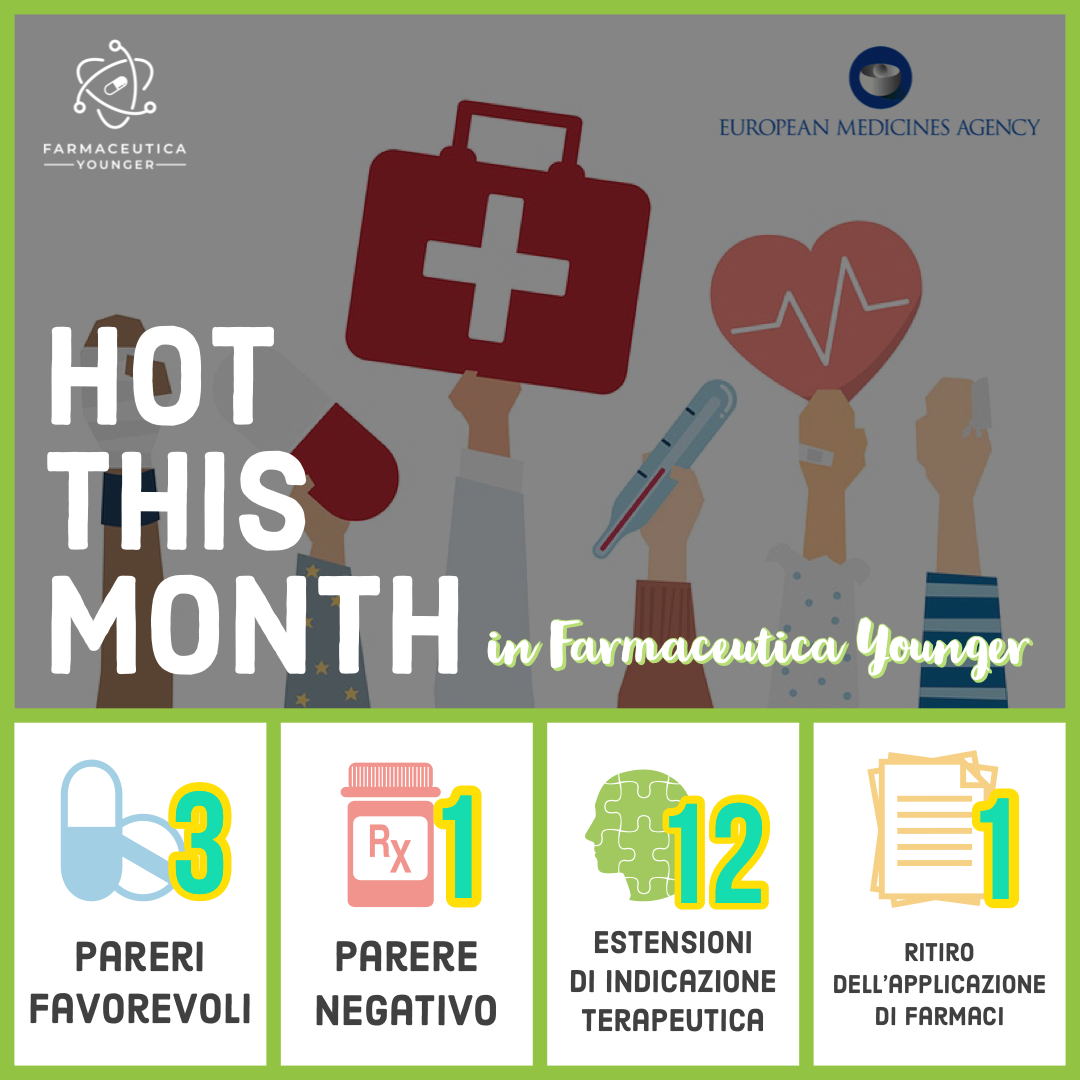 FARMACEUTICA
YOUNGER
EUROPEAN MEDICINES AGENCY
HOT
THIS
MONTH
in Farmaceutica Younger
3
PARERI
FAVOREVOLI
Rx
1
PARERE
NEGATIVO
12
ESTENSIONI
DI INDICAZIONE
TERAPEUTICA
1
RITIRO
DELL'APPLICAZIONE
DI FARMACI